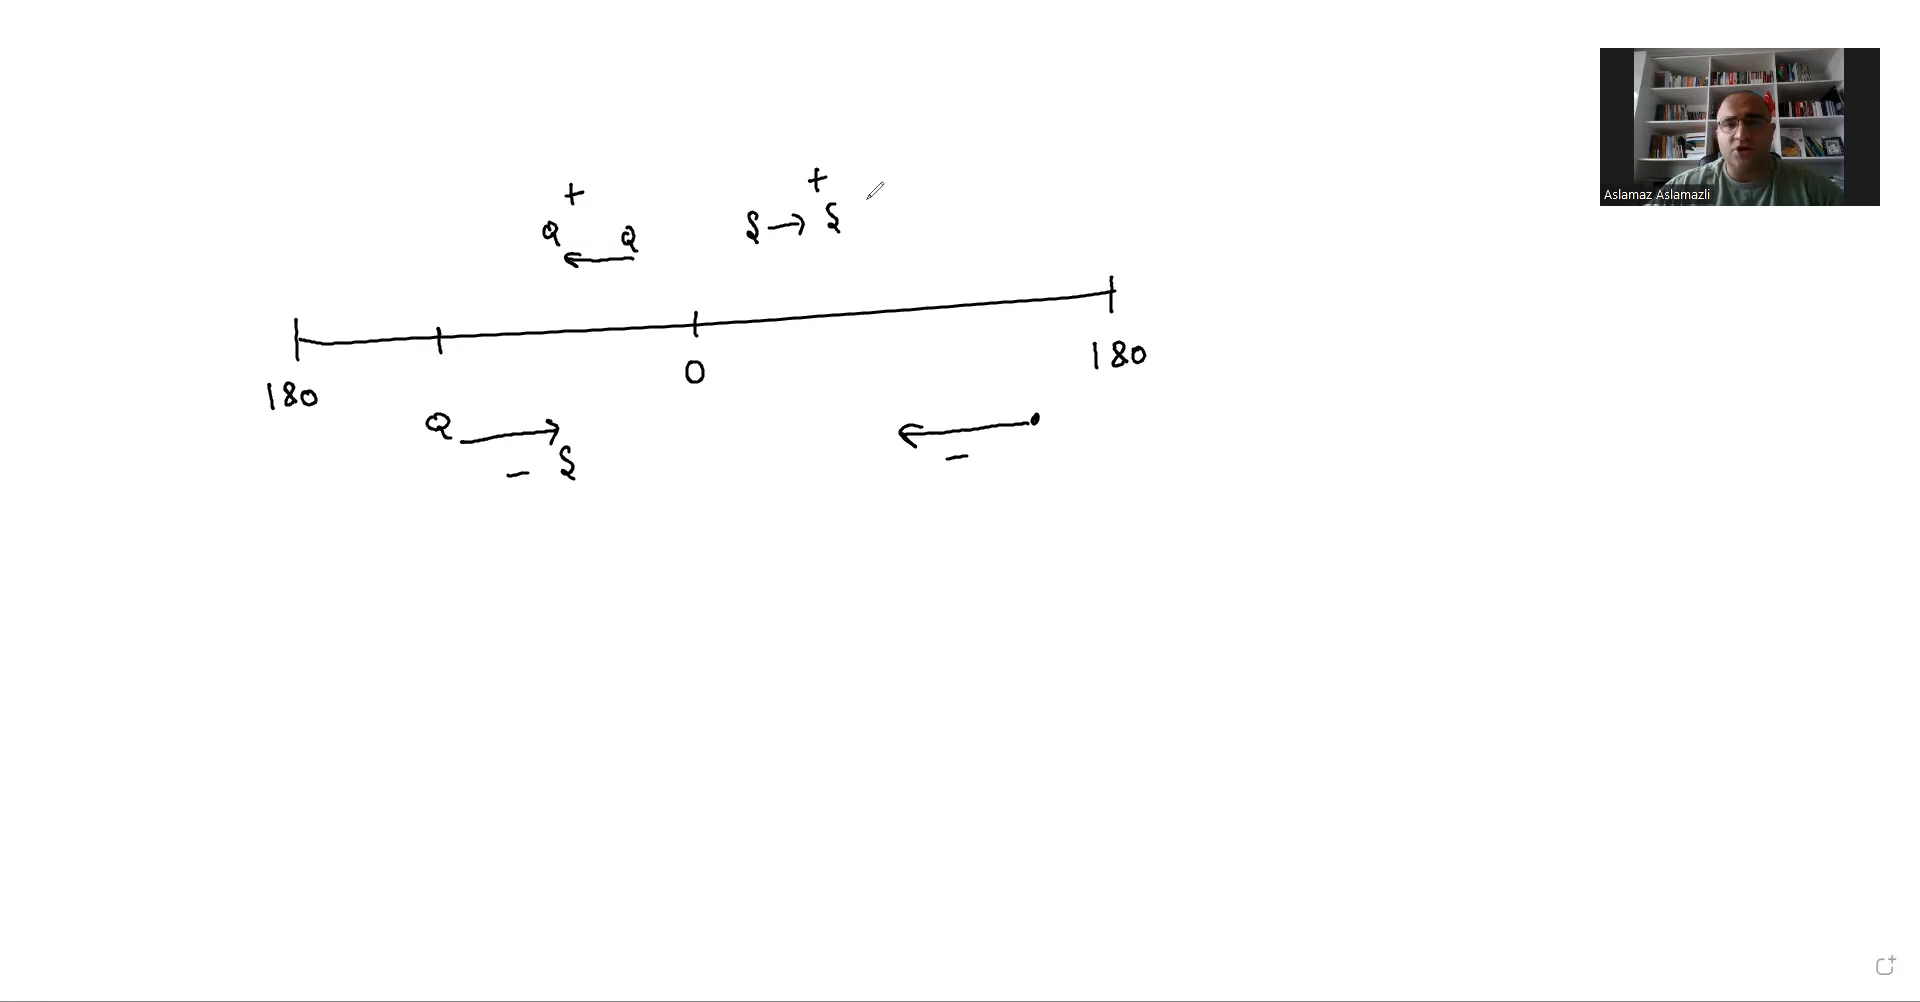 + +
Q Q Ş → Ş
←
0
180
180
Q →
- Ş
← -
Aslamaz Aslamazli